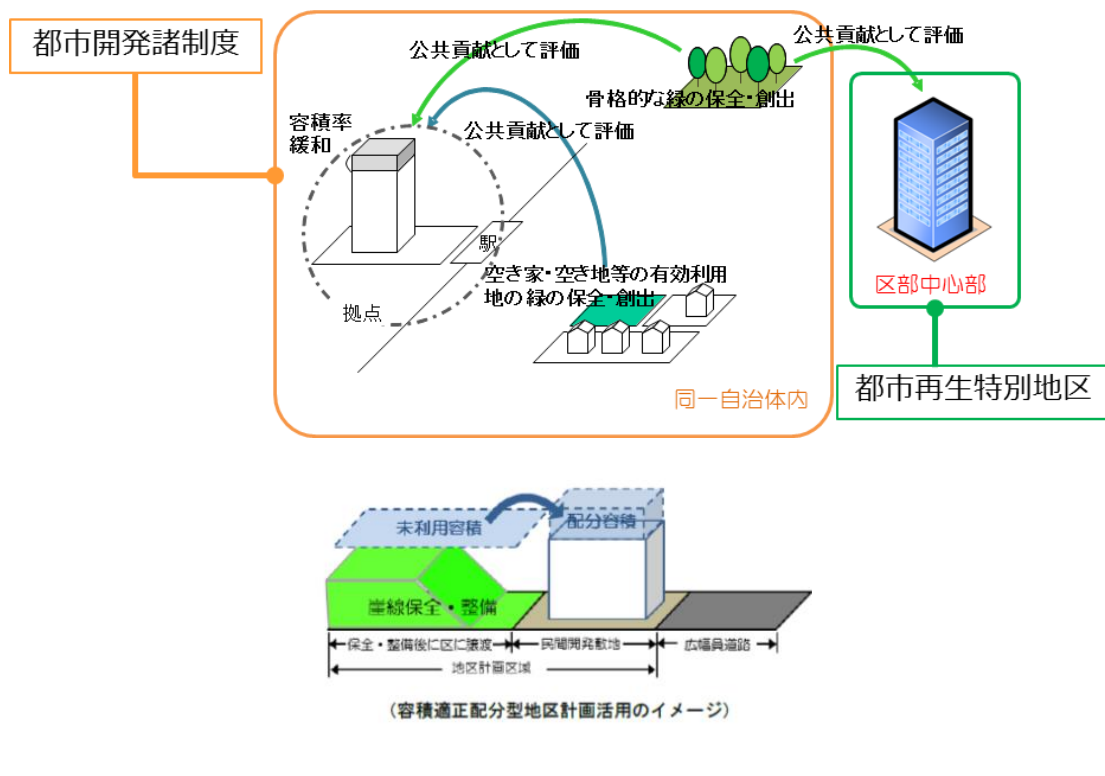 都市開発諸制度
公共貢献として評価
公共貢献として評価
骨格的な緑の保全・創出
容積率
緩和
公共貢献として評価
駅
拠点
空き家・空き地等の有効利用
地の緑の保全・創出
区部中心部
同一自治体内
都市再生特別地区
未利用容積
配分容積
崖線保全・整備
保全・整備後に区に譲渡
民間開発敷地
広幅員道路
地区計画区域
(容積適正配分型地区計画活用のイメージ)